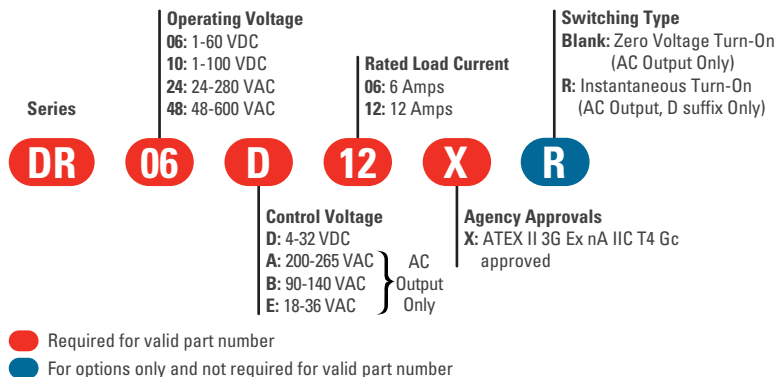 Operating Voltage
06: 1-60 VDC
10: 1-100 VDC
24: 24-280 VAC
48: 48-600 VAC
Rated Load Current
06: 6 Amps
12: 12 Amps
Switching Type
Blank: Zero Voltage Turn-On
(AC Output Only)
R: Instantaneous Turn-On
(AC Output, D suffix Only)
Series
DR 06 D 12 X R
Control Voltage
D: 4-32 VDC
A: 200-265 VAC
B: 90-140 VAC
E: 18-36 VAC
AC
Output
Only
Agency Approvals
X: ATEX II 3G Ex nA IIC T4 Gc
approved
Required for valid part number
For options only and not required for valid part number